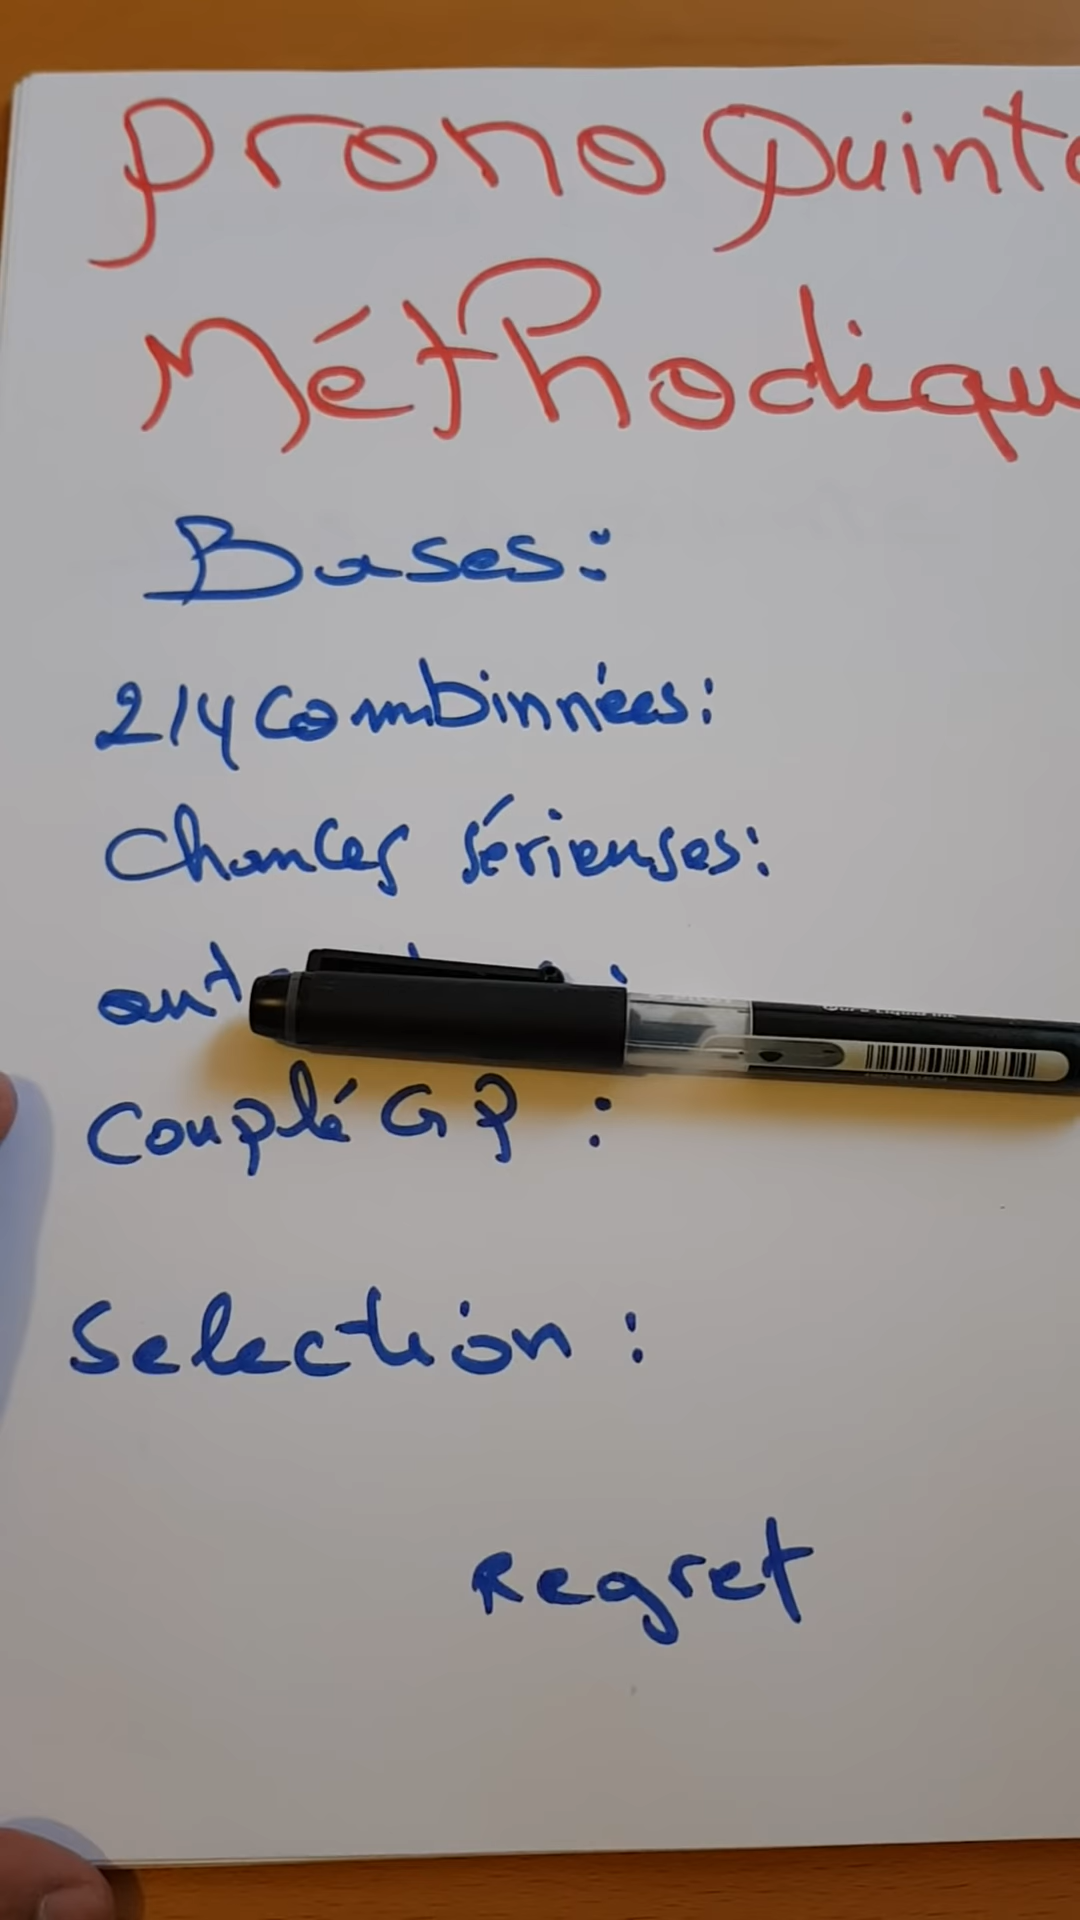 Prono Quint
Méthodiqu
Bases:
2/4 Combinnées:
Chances sérieuses:
Couplé G P :
Selection :
Regret